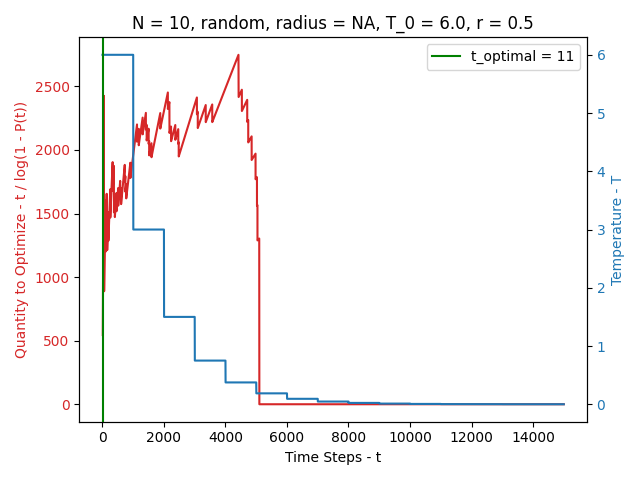 N = 10, random, radius = NA, T_0 = 6.0, r = 0.5
t_optimal = 11
Quantity to Optimize - t / log(1 - P(t))
2500
2000
1500
1000
500
0
6
5
4
3
2
1
0
Temperature - T
0 2000 4000 6000 8000 10000 12000 14000
Time Steps - t